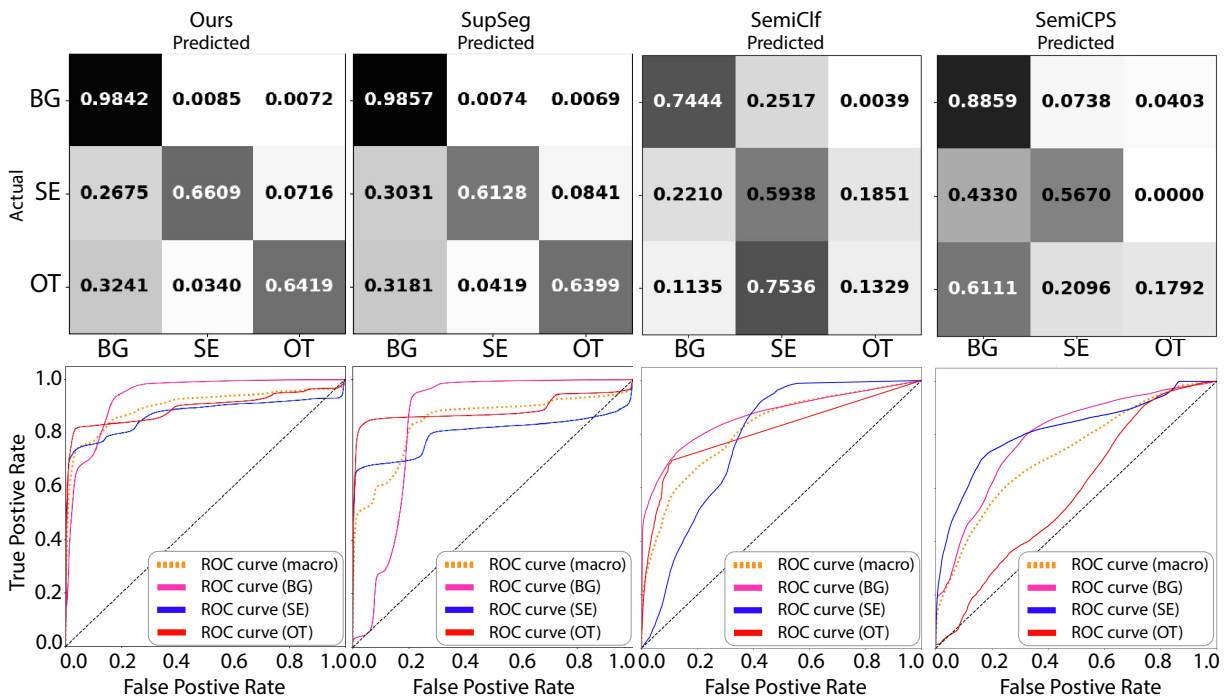 Ours SupSeg SemiClf SemiCPS
Predicted Predicted Predicted Predicted
BG 0.9842 0.0085 0.0072 0.9857 0.0074 0.0069 0.7444 0.2517 0.0039 0.8859 0.0738 0.0403
Actual
SE 0.2675 0.6609 0.0716 0.3031 0.6128 0.0841 0.2210 0.5938 0.1851 0.4330 0.5670 0.0000
OT 0.3241 0.0340 0.6419 0.3181 0.0419 0.6399 0.1135 0.7536 0.1329 0.6111 0.2096 0.1792
BG SE OT BG SE OT BG SE OT BG SE OT
True Postive Rate
1.0
0.8
0.6
0.4
0.2
0.0
ROC curve (macro) ROC curve (macro) ROC curve (macro) ROC curve (macro)
ROC curve (BG) ROC curve (BG) ROC curve (BG) ROC curve (BG)
ROC curve (SE) ROC curve (SE) ROC curve (SE) ROC curve (SE)
ROC curve (OT) ROC curve (OT) ROC curve (OT) ROC curve (OT)
0.0 0.2 0.4 0.6 0.8 1.0 0.0 0.2 0.4 0.6 0.8 1.0 0.0 0.2 0.4 0.6 0.8 1.0 0.0 0.2 0.4 0.6 0.8 1.0
False Postive Rate False Postive Rate False Postive Rate False Postive Rate